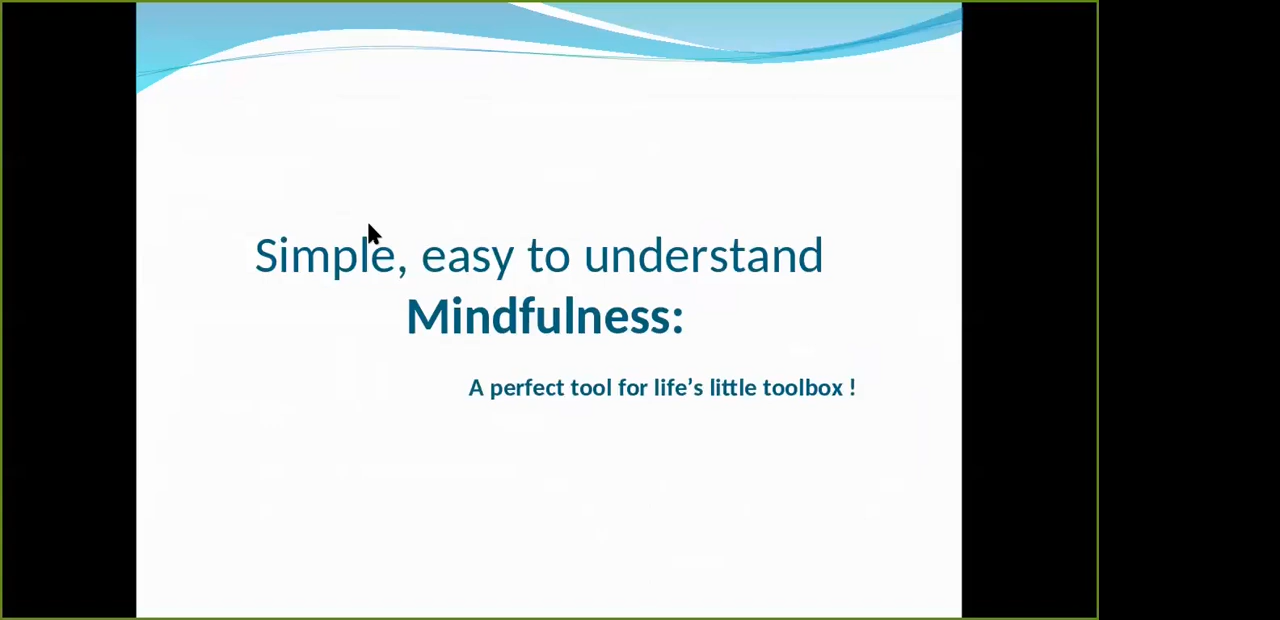 Simple, easy to understand
Mindfulness:
A perfect tool for life’s little toolbox !